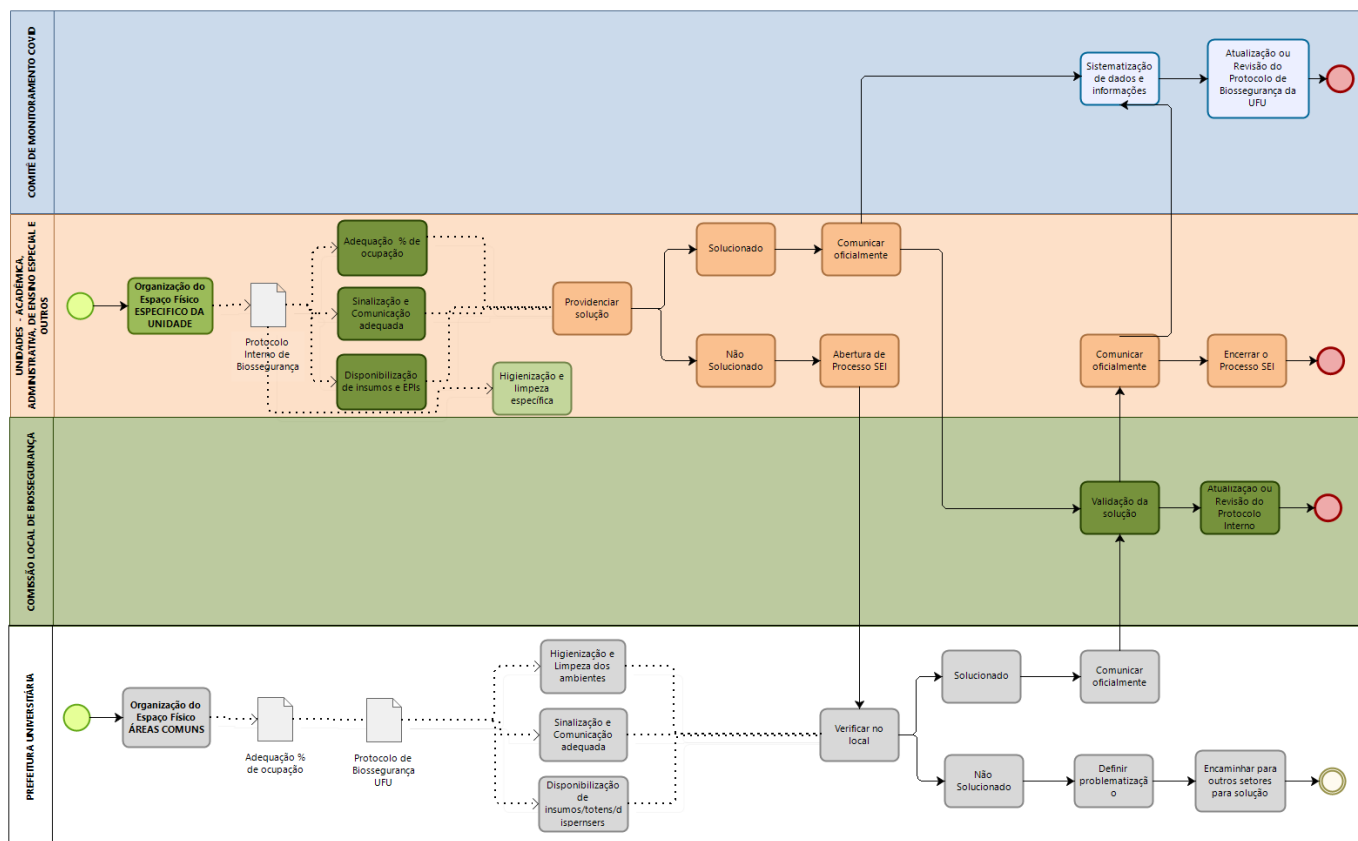 COMITÊ DE MONITORAMENTO COVID
Sistematização
de dados e
informações
Atualização ou
Revisão do
Protocolo de
Biossegurança da
UFU
UNIDADES - ACADÊMICA,
ADMINISTRATIVA, DE ENSINO ESPECIAL E
OUTROS
Organização do
Espaço Físico
ESPECIFICO DA
UNIDADE
Protocolo
Interno de
Biossegurança
Adequação % de
ocupação
Sinalização e
Comunicação
adequada
Disponibilização
de insumos e EPIs
Higienização e
limpeza
específica
Providenciar
solução
Solucionado
Comunicar
oficialmente
Não
Solucionado
Abertura de
Processo SEI
Comunicar
oficialmente
Encerrar o
Processo SEI
COMISSÃO LOCAL DE BIOSSEGURANÇA
Validação da
solução
Atualização ou
Revisão do
Protocolo
Interno
PREFEITURA UNIVERSITÁRIA
Organização do
Espaço Físico
ÁREAS COMUNS
Adequação %
de ocupação
Protocolo de
Biossegurança
UFU
Higienização e
Limpeza dos
ambientes
Sinalização e
Comunicação
adequada
Disponibilização
de
insumos/totens/d
ispernsers
Verificar no
local
Solucionado
Comunicar
oficialmente
Não
Solucionado
Definir
problematizaçã
o
Encaminhar para
outros setores
para solução